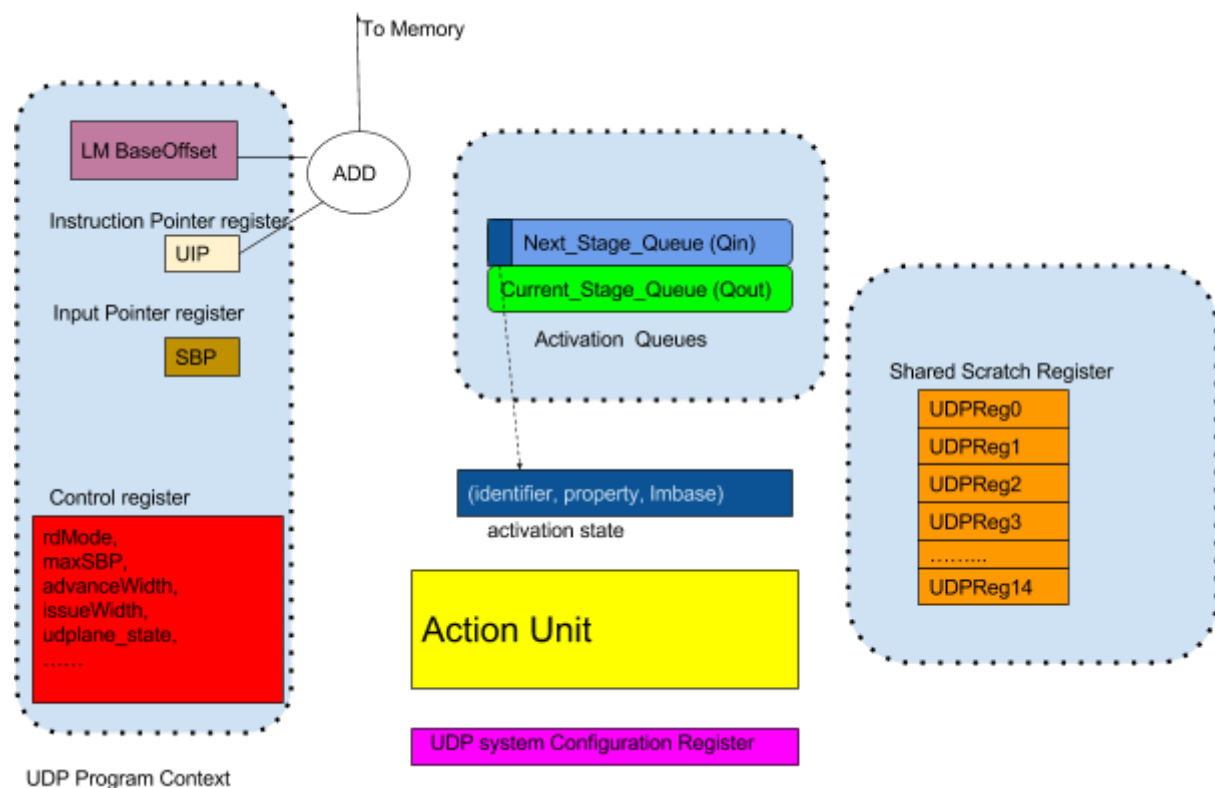 To Memory
LM BaseOffset
ADD
Instruction Pointer register
UIP
Input Pointer register
SBP
Control register
rdMode,
maxSBP,
advanceWidth,
issueWidth,
udplane_state,
……
UDP Program Context
Next_Stage_Queue (Qin)
Current_Stage_Queue (Qout)
Activation Queues
(identifier, property, lmbase)
activation state
Action Unit
UDP system Configuration Register
Shared Scratch Register
UDPReg0
UDPReg1
UDPReg2
UDPReg3
………
UDPReg14